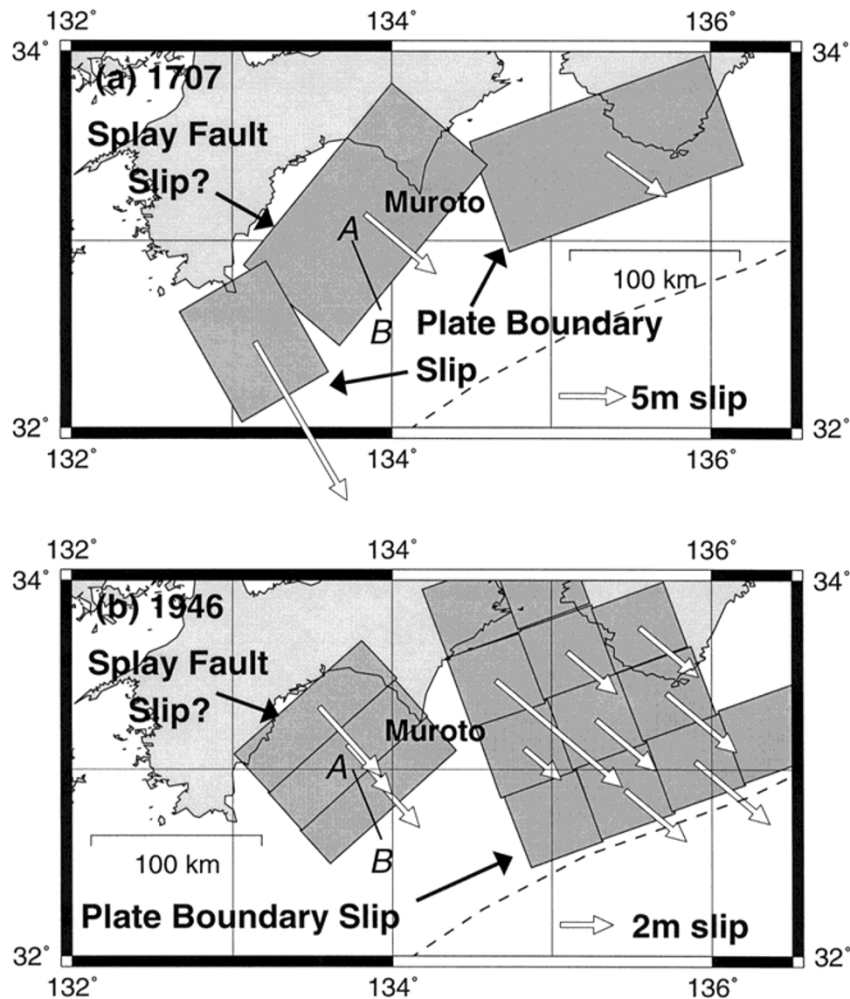 132° 134° 136°
34° 34°
(a) 1707
Splay Fault
Slip?
Muroto
A
100 km
B
Plate Boundary
Slip
5m slip
32° 32°
132° 134° 136°
132° 134° 136°
34° 34°
(b) 1946
Splay Fault
Slip?
Muroto
A
100 km
B
Plate Boundary Slip
2m slip
32° 32°
132° 134° 136°